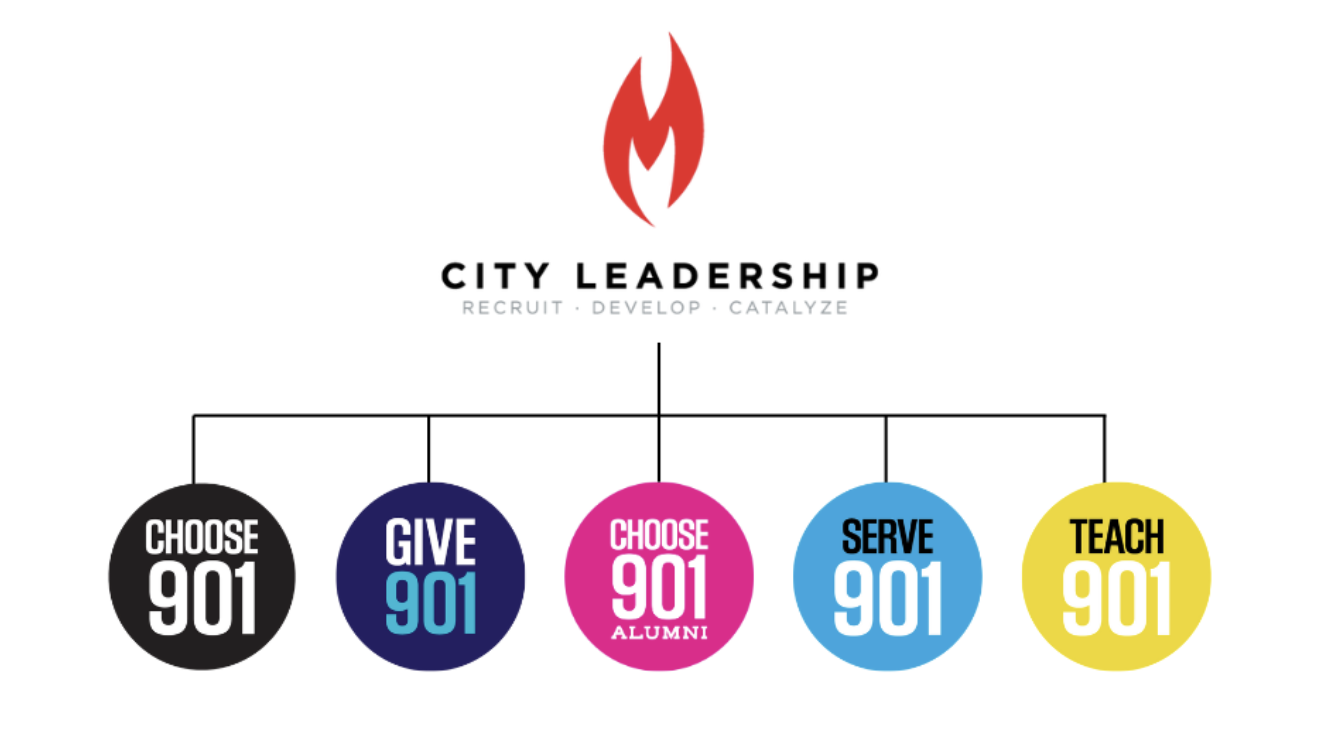 CITY LEADERSHIP
RECRUIT · DEVELOP · CATALYZE
CHOOSE
901
GIVE
901
CHOOSE
901
ALUMNI
SERVE
901
TEACH
901